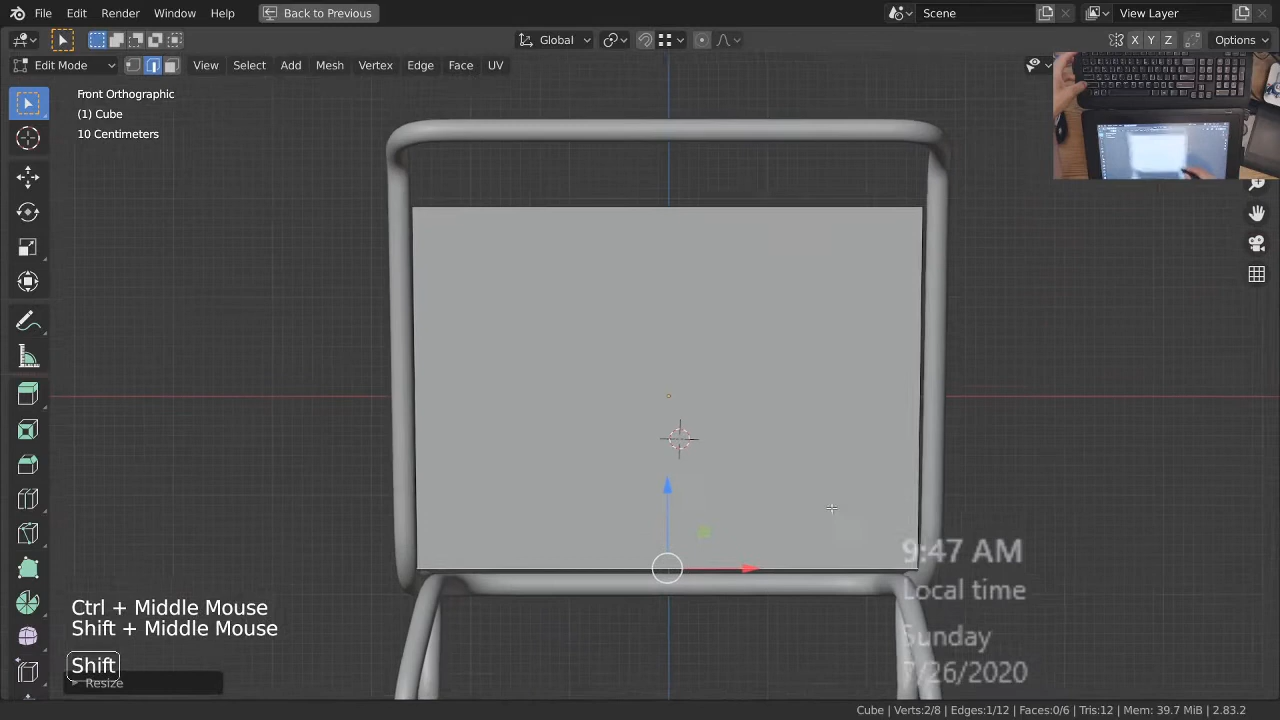 File Edit Render Window Help Back to Previous Scene View Layer
Global X Y Z Options
Edit Mode View Select Add Mesh Vertex Edge Face UV
Front Orthographic
(1) Cube
10 Centimeters
9:47 AM
Local time
Sunday
7/26/2020
Ctrl + Middle Mouse
Shift + Middle Mouse
Shift
Resize
Cube | Verts:2/8 | Edges:1/12 | Faces:0/6 | Tris:12 | Mem: 39.7 MiB | 2.83.2